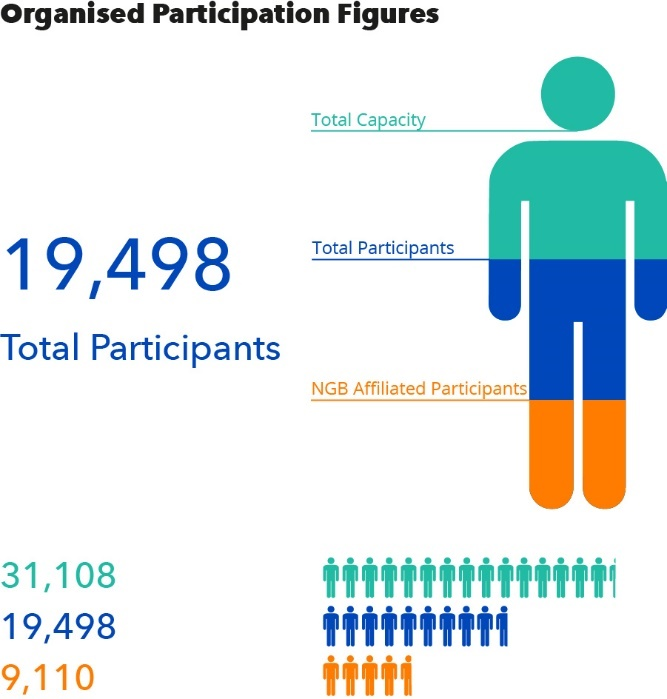 Organised Participation Figures
Total Capacity
Total Participants
19,498
Total Participants
NGB Affiliated Participants
31,108
19,498
9,110